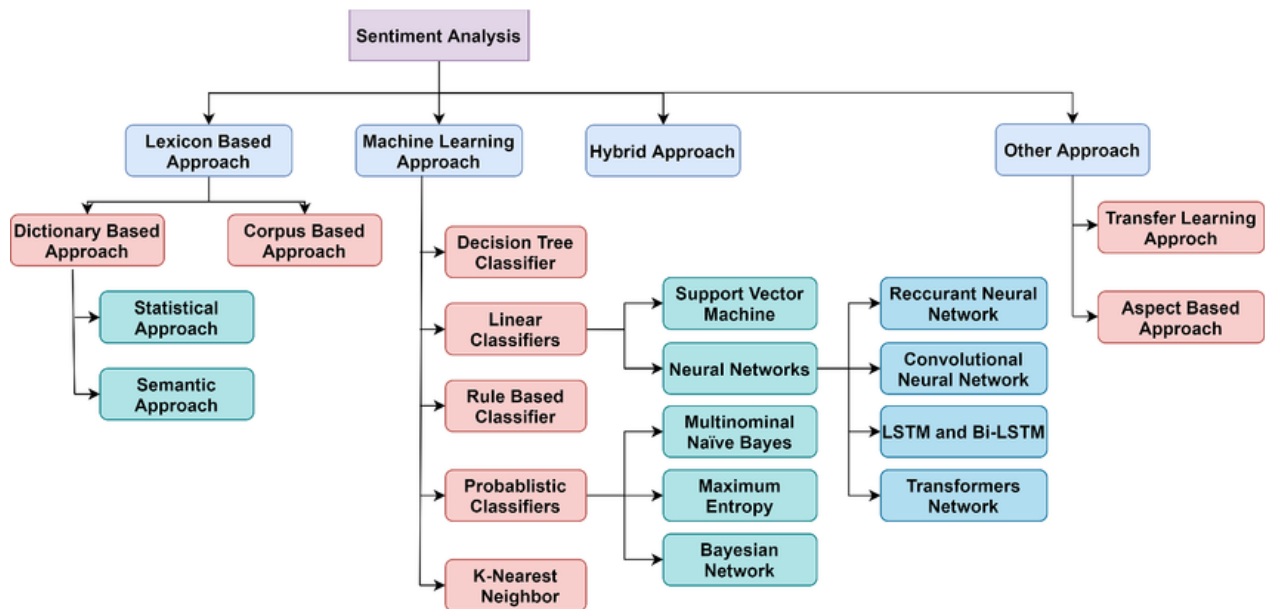 Sentiment Analysis
Lexicon Based
Approach
Machine Learning
Approach
Hybrid Approach
Other Approach
Dictionary Based
Approach
Corpus Based
Approach
Statistical
Approach
Semantic
Approach
Decision Tree
Classifier
Linear
Classifiers
Rule Based
Classifier
Probablistic
Classifiers
K-Nearest
Neighbor
Support Vector
Machine
Neural Networks
Multinominal
Naïve Bayes
Maximum
Entropy
Bayesian
Network
Reccurant Neural
Network
Convolutional
Neural Network
LSTM and Bi-LSTM
Transformers
Network
Transfer Learning
Approch
Aspect Based
Approach